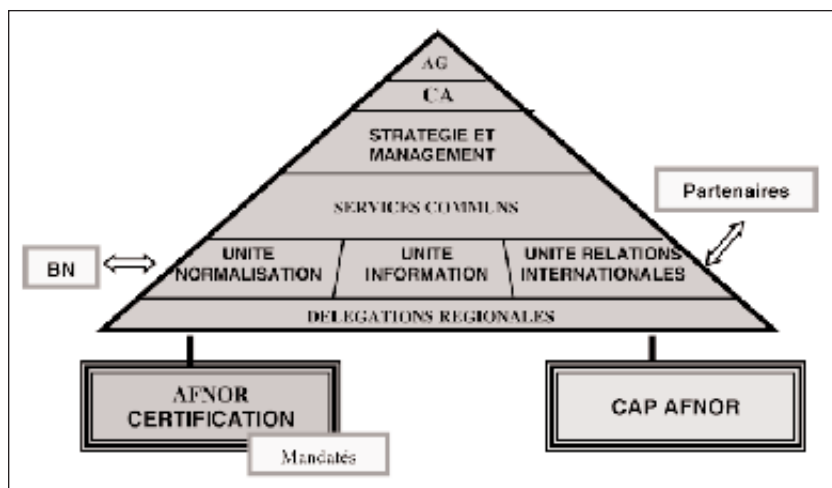 AG
CA
STRATEGIE ET
MANAGEMENT
SERVICES COMMUNS
Partenaires
BN
UNITE
NORMALISATION
UNITE
INFORMATION
UNITE RELATIONS
INTERNATIONALES
DELEGATIONS REGIONALES
AFNOR
CERTIFICATION
Mandatés
CAP AFNOR